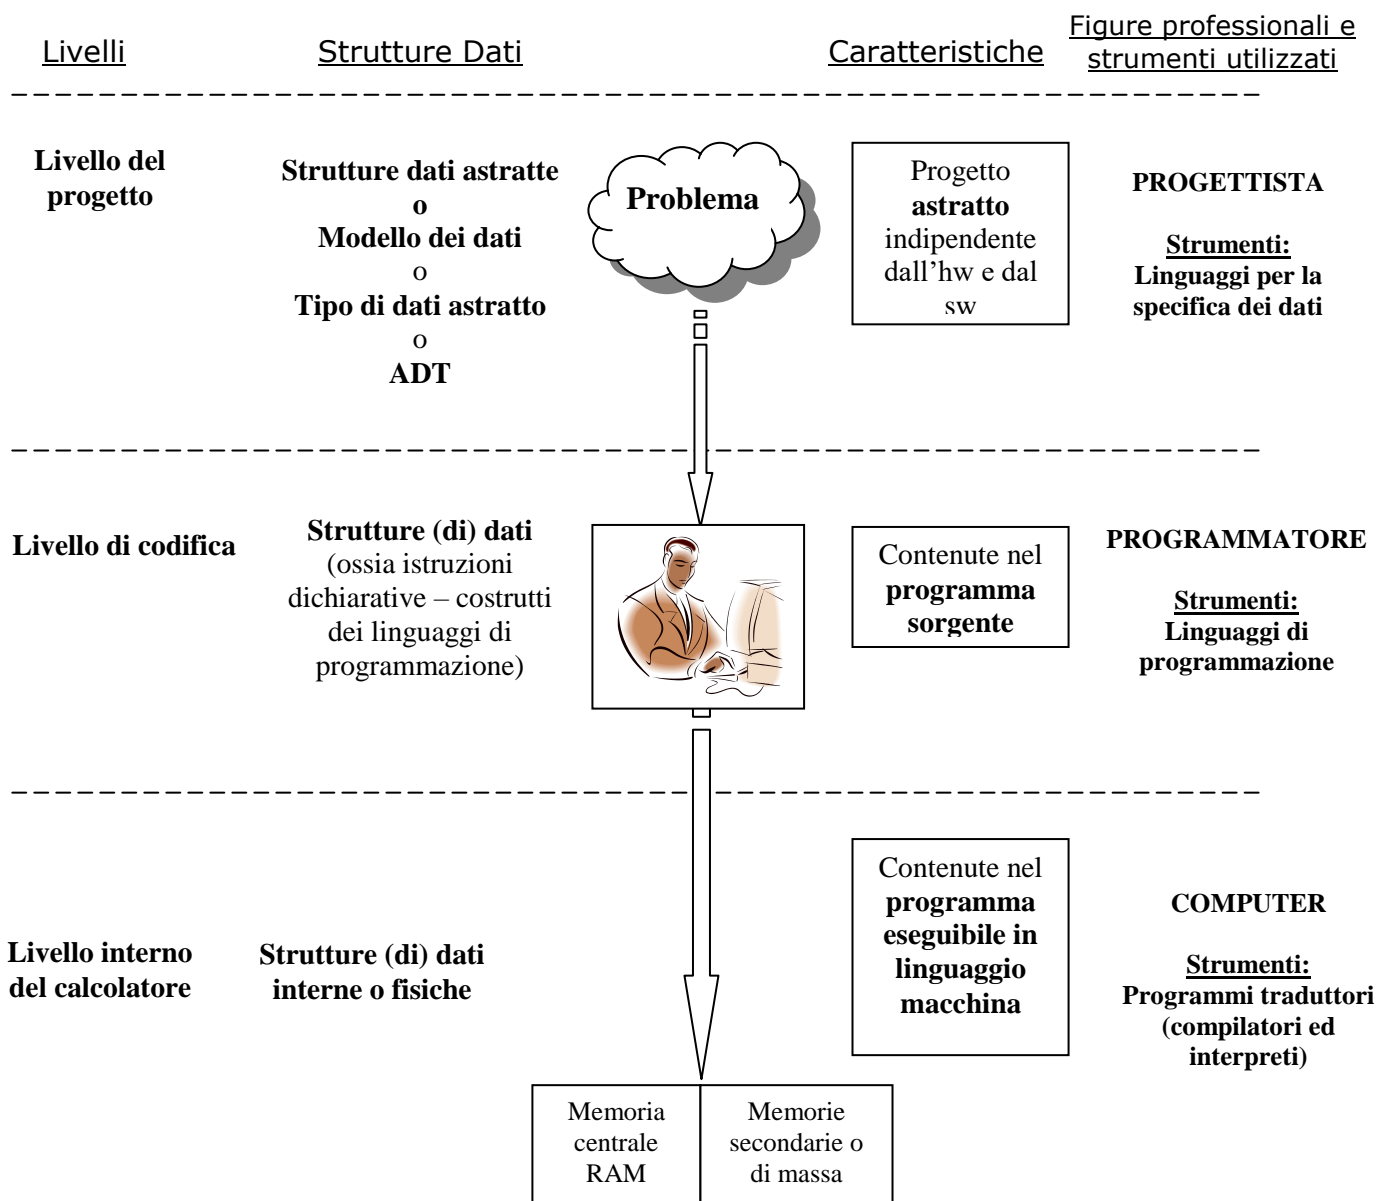 Livelli
Strutture Dati
Caratteristiche
Figure professionali e
strumenti utilizzati
Livello del
progetto
Strutture dati astratte
o
Modello dei dati
o
Tipo di dati astratto
o
ADT
Problema
Progetto
astratto
indipendente
dall’hw e dal
sw
PROGETTISTA
Strumenti:
Linguaggi per la
specifica dei dati
Livello di codifica
Strutture (di) dati
(ossia istruzioni
dichiarative – costrutti
dei linguaggi di
programmazione)
Contenute nel
programma
sorgente
PROGRAMMATORE
Strumenti:
Linguaggi di
programmazione
Livello interno
del calcolatore
Strutture (di) dati
interne o fisiche
Contenute nel
programma
eseguibile in
linguaggio
macchina
COMPUTER
Strumenti:
Programmi traduttori
(compilatori ed
interpreti)
Memoria
centrale
RAM
Memorie
secondarie o
di massa